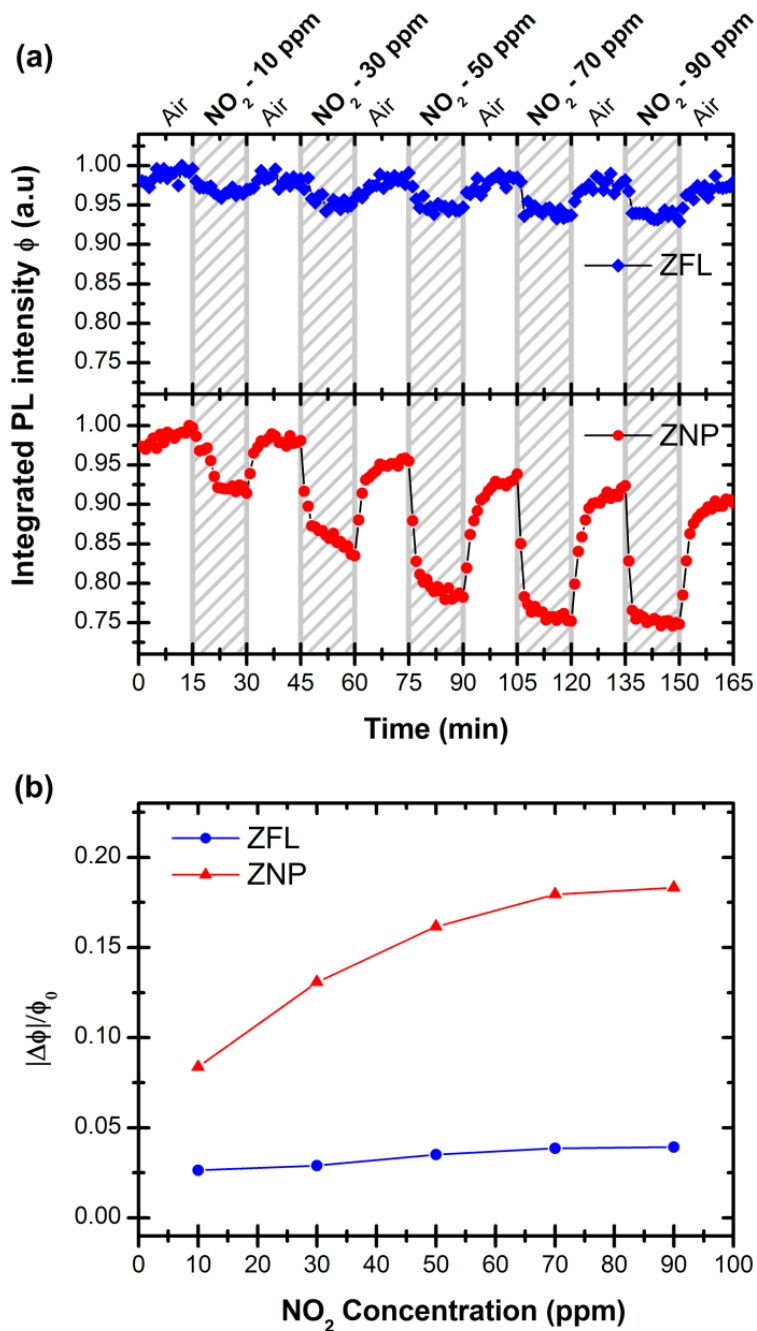 (a)
Air NO2 - 10 ppm Air NO2 - 30 ppm Air NO2 - 50 ppm Air NO2 - 70 ppm Air NO2 - 90 ppm Air
Integrated PL intensity ϕ (a.u)
1.00
0.95
0.90
0.85
0.80
0.75
ZFL
1.00
0.95
0.90
0.85
0.80
0.75
ZNP
0 15 30 45 60 75 90 105 120 135 150 165
Time (min)
(b)
|Δϕ|/ϕ0
0.20
0.15
0.10
0.05
0.00
ZFL
ZNP
0 10 20 30 40 50 60 70 80 90 100
NO2 Concentration (ppm)